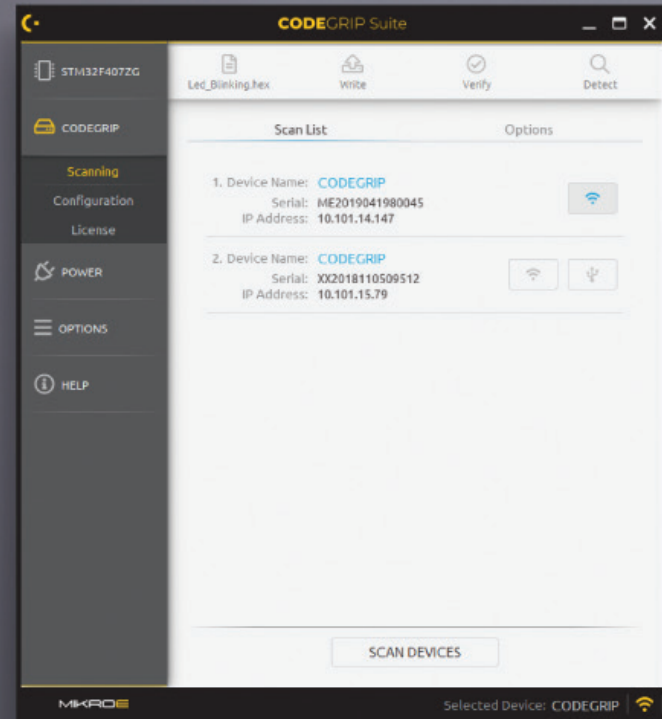 CODEGRIP Suite
STM32F407ZG
Led_Blinking.hex
Write
Verify
Detect
CODEGRIP
Scanning
Configuration
License
POWER
OPTIONS
HELP
Scan List
Options
1. Device Name: CODEGRIP
Serial: ME2019041980045
IP Address: 10.101.14.147
2. Device Name: CODEGRIP
Serial: XX2018110509512
IP Address: 10.101.15.79
SCAN DEVICES
MIKROE
Selected Device: CODEGRIP